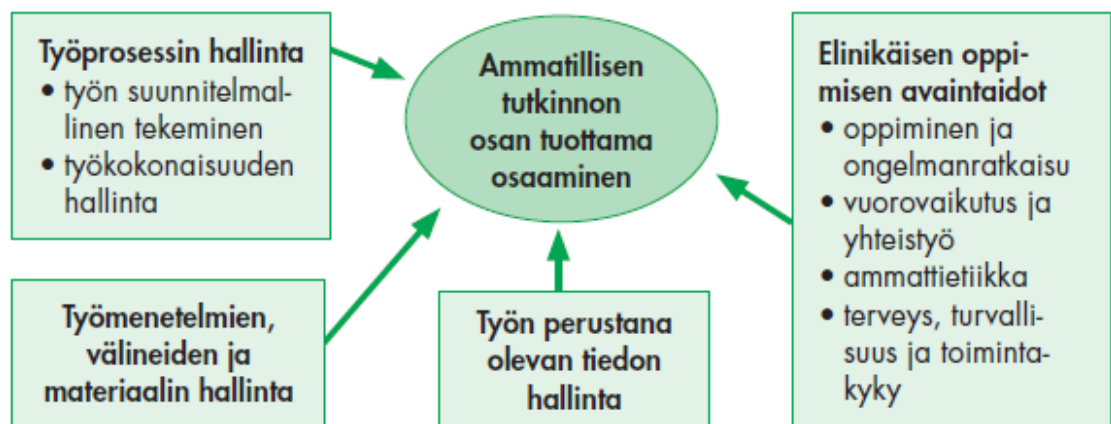 Työprosessin hallinta
• työn suunnitelmal-
linen tekeminen
• työkokonaisuuden
hallinta
Ammatillisen
tutkinnon
osan tuottama
osaaminen
Elinikäisen oppi-
misen avaintaidot
• oppiminen ja
ongelmanratkaisu
• vuorovaikutus ja
yhteistyö
• ammattietiikka
• terveys, turvalli-
suus ja toiminta-
kyky
Työmenetelmien,
välineiden ja
materiaalin hallinta
Työn perustana
olevan tiedon
hallinta